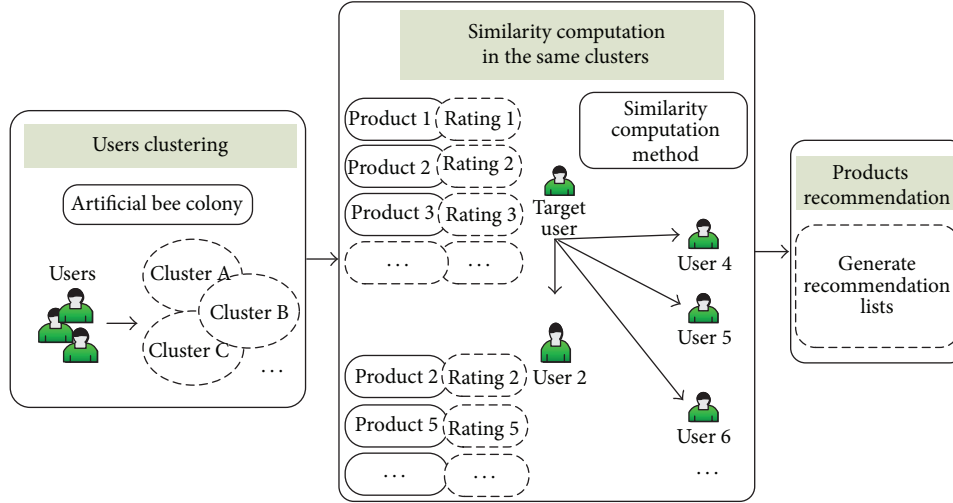 Users clustering
Artificial bee colony
Users
Cluster A
Cluster B
Cluster C
...
Similarity computation
in the same clusters
Product 1 Rating 1
Product 2 Rating 2
Product 3 Rating 3
... ...
Similarity
computation
method
Target
user
User 4
User 5
User 2
User 6
...
Product 2 Rating 2
Product 5 Rating 5
... ...
Products
recommendation
Generate
recommendation
lists